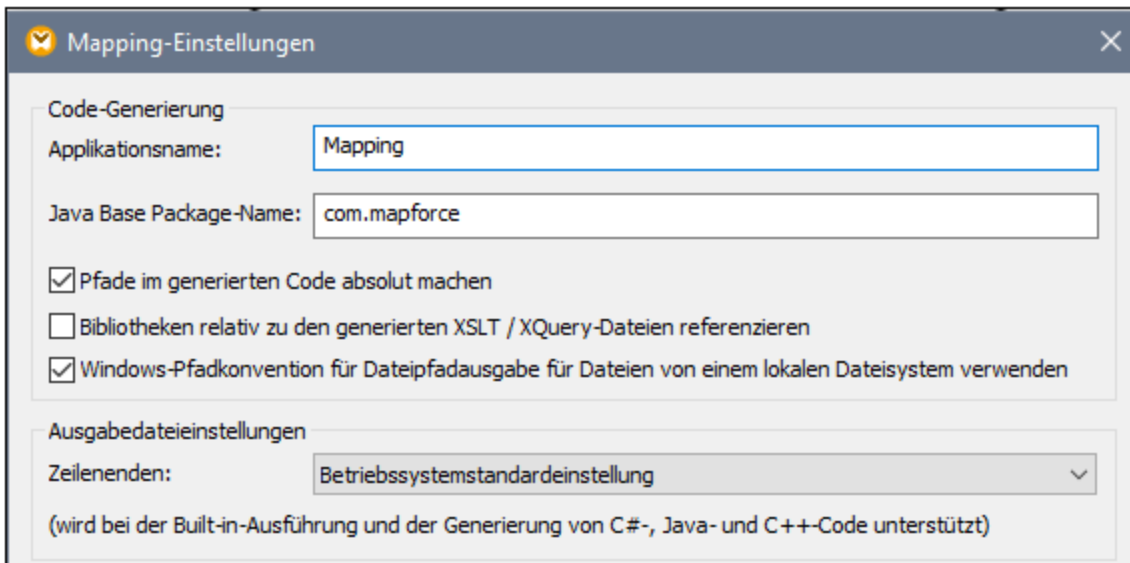 Mapping-Einstellungen
Code-Generierung
Applikationsname: Mapping
Java Base Package-Name: com.mapforce
Pfade im generierten Code absolut machen
Bibliotheken relativ zu den generierten XSLT / XQuery-Dateien referenzieren
Windows-Pfadkonvention für Dateipfadausgabe für Dateien von einem lokalen Dateisystem verwenden
Ausgabedateieinstellungen
Zeilenenden: Betriebssystemstandardeinstellung
(wird bei der Built-in-Ausführung und der Generierung von C#-, Java- und C++-Code unterstützt)